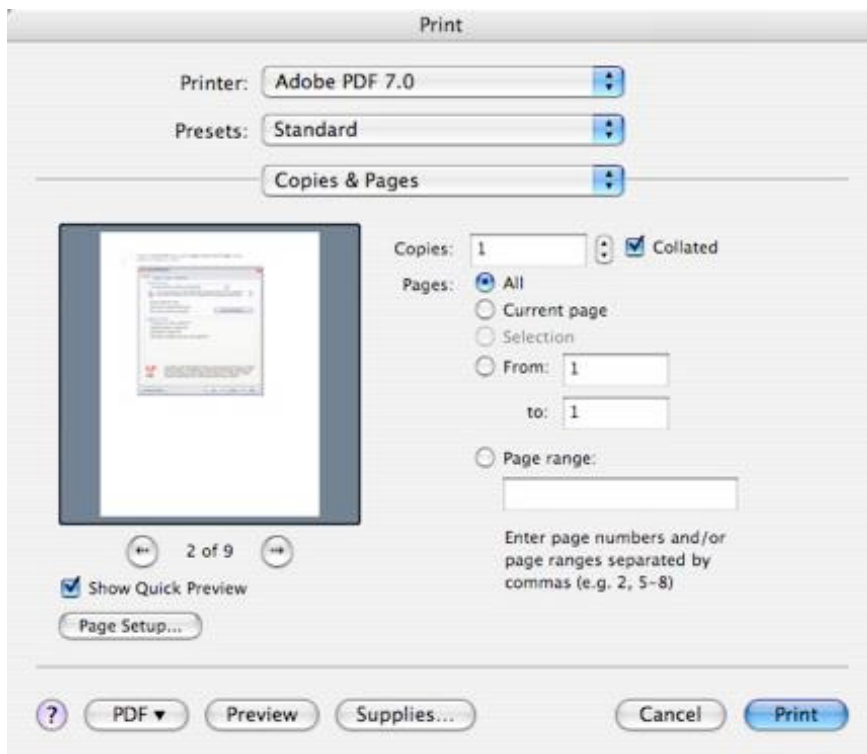 Print
Printer: Adobe PDF 7.0
Presets: Standard
Copies & Pages
Copies: 1 Collated
Pages: All
Current page
Selection
From: 1
to: 1
Page range:
Enter page numbers and/or
page ranges separated by
commas (e.g. 2, 5-8)
2 of 9
Show Quick Preview
Page Setup...
? PDF Preview Supplies... Cancel Print